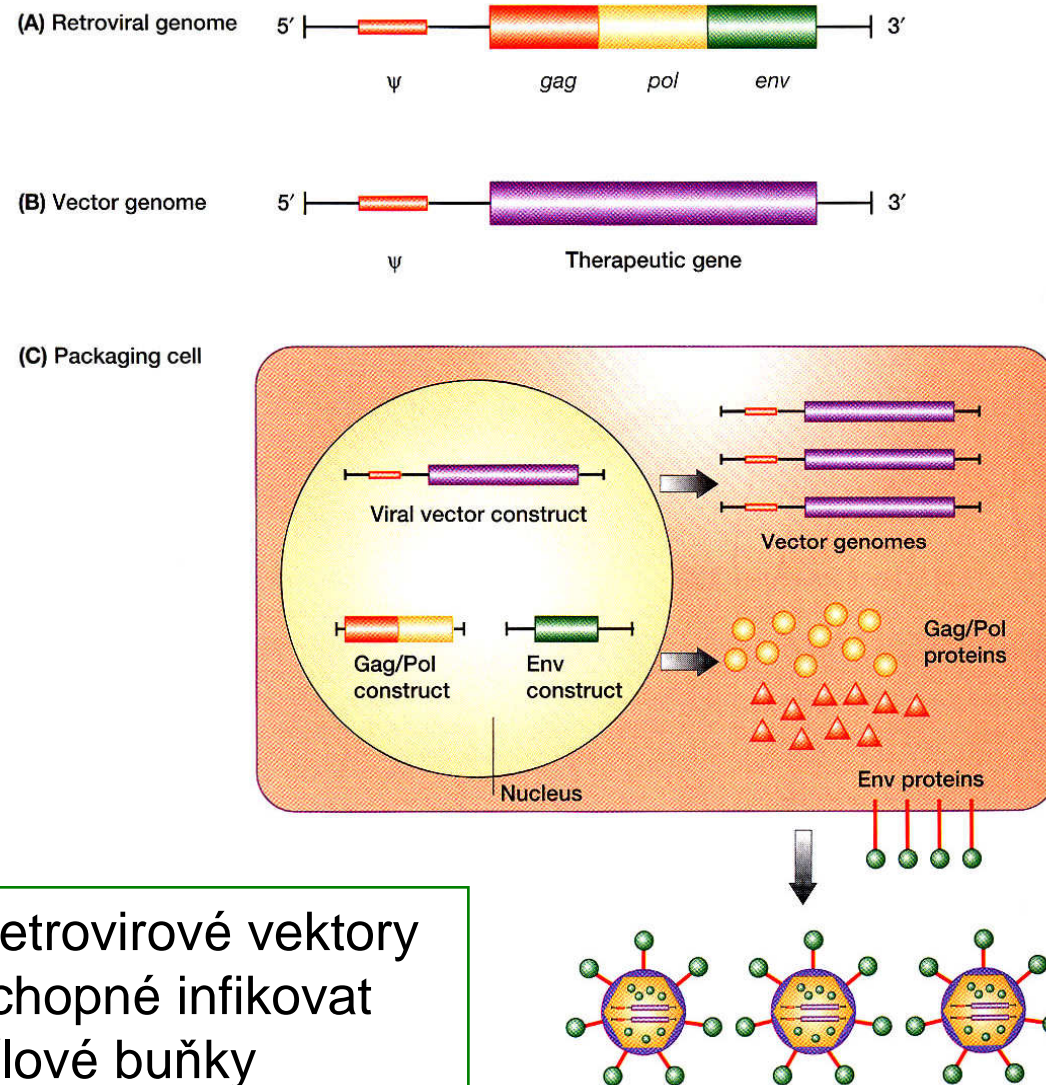 (A) Retroviral genome 5′ 3′
ψ gag pol env
(B) Vector genome 5′ 3′
ψ Therapeutic gene
(C) Packaging cell
Viral vector construct
Vector genomes
Gag/Pol
construct
Env
construct
Gag/Pol
proteins
Nucleus
Env proteins
etrovirové vektory
chopné infikovat
ílové buňky